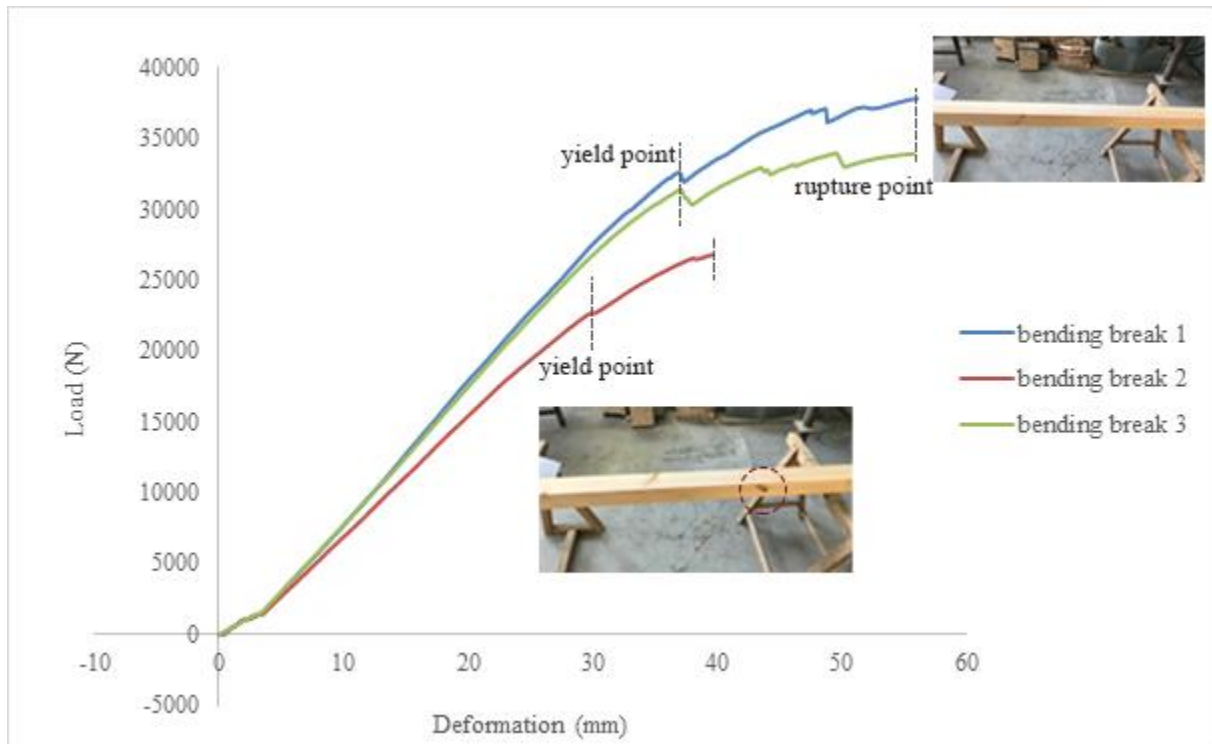 40000
35000
30000
25000
20000
15000
10000
5000
0
-5000
-10
0
10
20
30
40
50
60
Load (N)
Deformation (mm)
yield point
rupture point
yield point
bending break 1
bending break 2
bending break 3